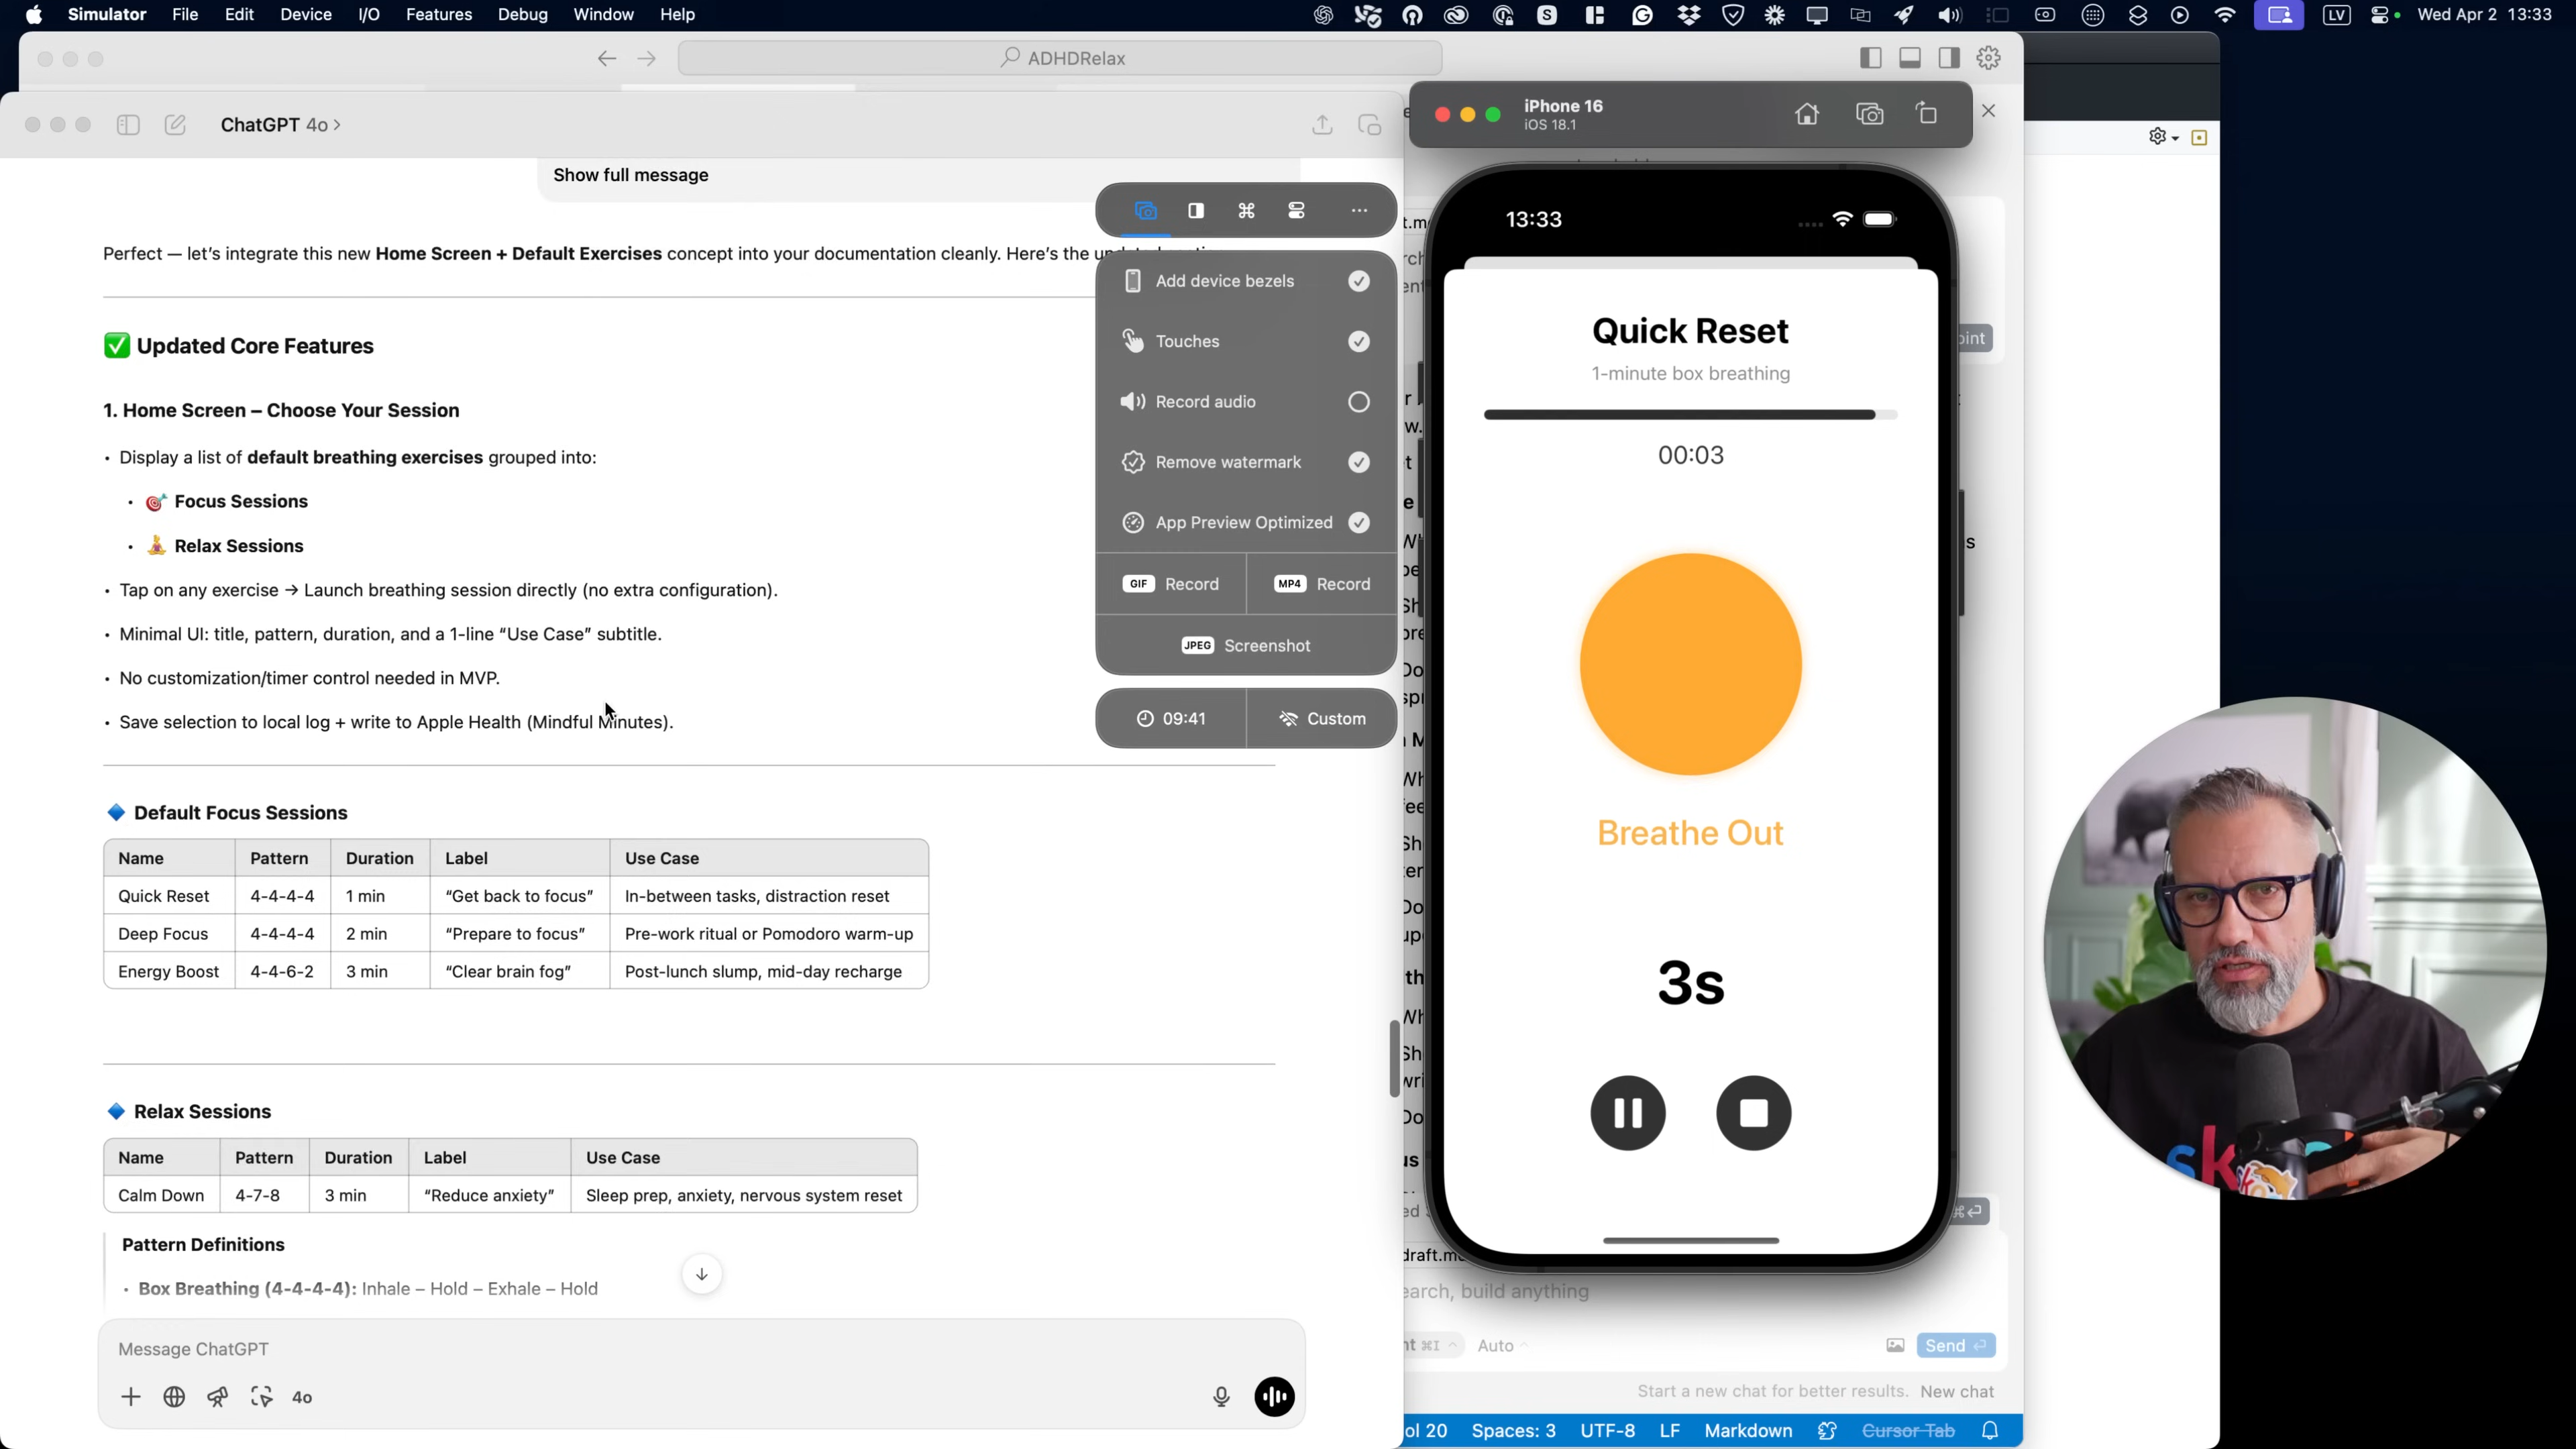 Simulator File Edit Device I/O Features Debug Window Help
LV Wed Apr 2 13:33
ADHDRelax
ChatGPT 4o >
iPhone 16
iOS 18.1
Show full message
Perfect — let's integrate this new Home Screen + Default Exercises concept into your documentation cleanly. Here's the
✅ Updated Core Features
1. Home Screen – Choose Your Session
• Display a list of default breathing exercises grouped into:
• 🎯 Focus Sessions
• 🧘 Relax Sessions
• Tap on any exercise → Launch breathing session directly (no extra configuration).
• Minimal UI: title, pattern, duration, and a 1-line “Use Case” subtitle.
• No customization/timer control needed in MVP.
• Save selection to local log + write to Apple Health (Mindful Minutes).
🔹 Default Focus Sessions
Name Pattern Duration Label Use Case
Quick Reset 4-4-4-4 1 min “Get back to focus” In-between tasks, distraction reset
Deep Focus 4-4-4-4 2 min “Prepare to focus” Pre-work ritual or Pomodoro warm-up
Energy Boost 4-4-6-2 3 min “Clear brain fog” Post-lunch slump, mid-day recharge
🔹 Relax Sessions
Name Pattern Duration Label Use Case
Calm Down 4-7-8 3 min “Reduce anxiety” Sleep prep, anxiety, nervous system reset
Pattern Definitions
• Box Breathing (4-4-4-4): Inhale – Hold – Exhale – Hold
Message ChatGPT
4o
Add device bezels
Touches
Record audio
Remove watermark
App Preview Optimized
GIF Record MP4 Record
JPEG Screenshot
09:41 Custom
13:33
Quick Reset
1-minute box breathing
00:03
Breathe Out
3s
draft.m
earch, build anything
Auto
Send
Start a new chat for better results. New chat
ol 20 Spaces: 3 UTF-8 LF Markdown Cursor Tab